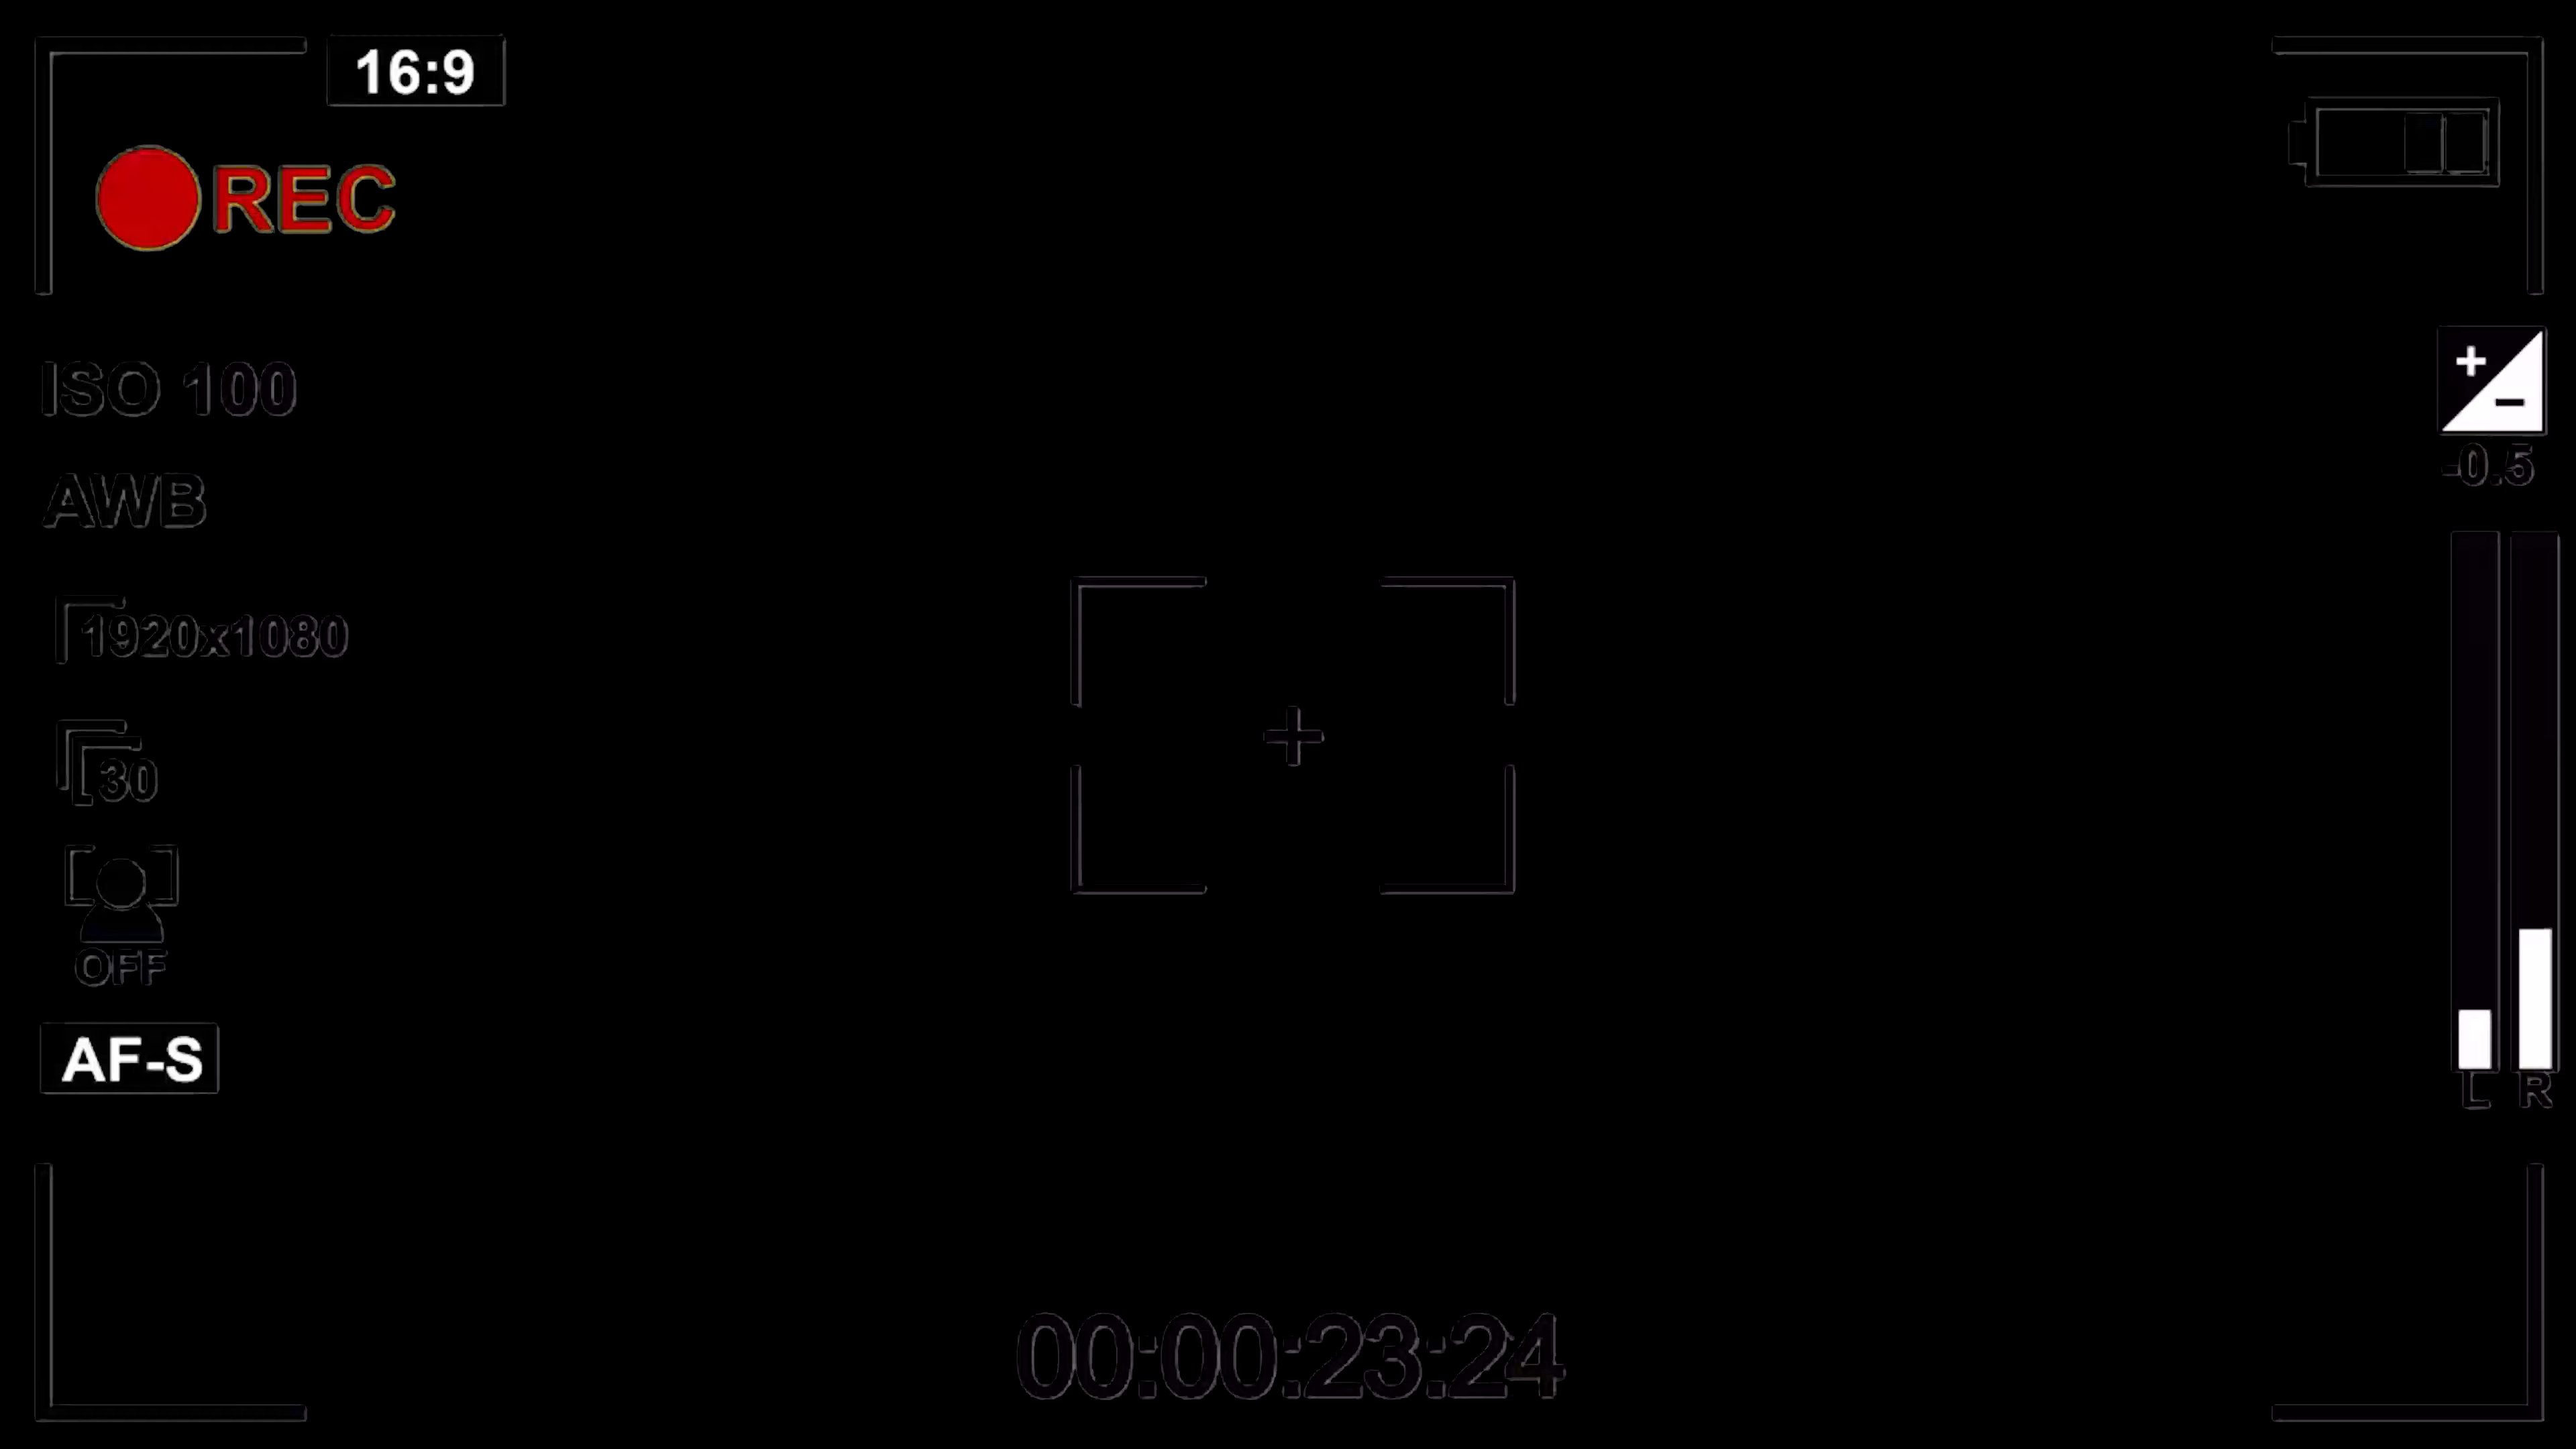 16:9
REC
ISO 100
+
-
-0.5
AWB
1920x1080
30
OFF
AF-S
L R
00:00:23:24